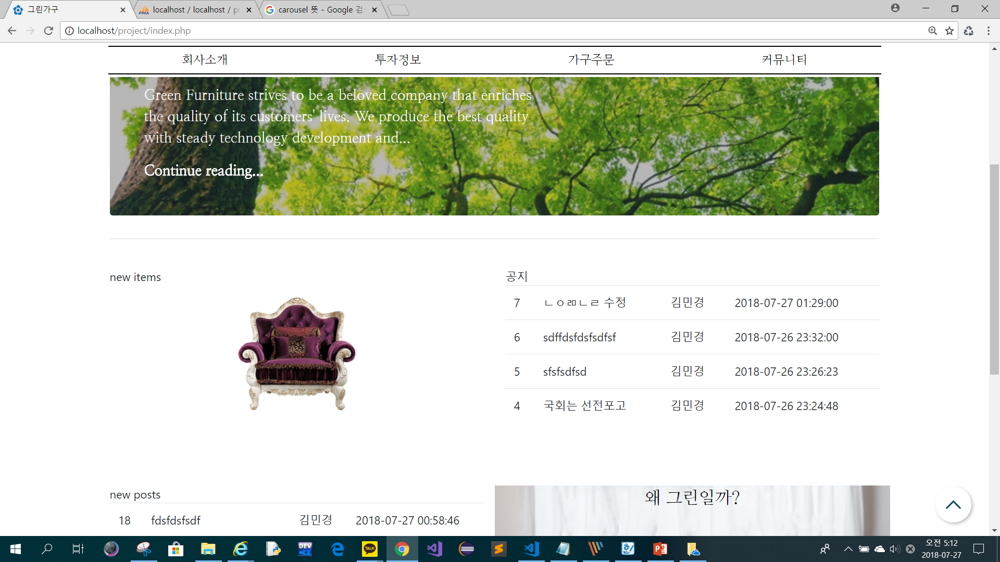 그린가구
localhost / localhost / pr
carousel 뜻 - Google 검
localhost/project/index.php
회사소개 투자정보 가구주문 커뮤니티
Green Furniture strives to be a beloved company that enriches
the quality of its customers' lives. We produce the best quality
with steady technology development and...
Continue reading...
new items
공지
7 ㄴㅇㄻㄴㄹ 수정 김민경 2018-07-27 01:29:00
6 sdffdsfdsfsdfsf 김민경 2018-07-26 23:32:00
5 sfsfsdfsd 김민경 2018-07-26 23:26:23
4 국회는 선전포고 김민경 2018-07-26 23:24:48
new posts
18 fdsfdsfsdf 김민경 2018-07-27 00:58:46
왜 그린일까?
DEV
TALK
오전 5:12
2018-07-27